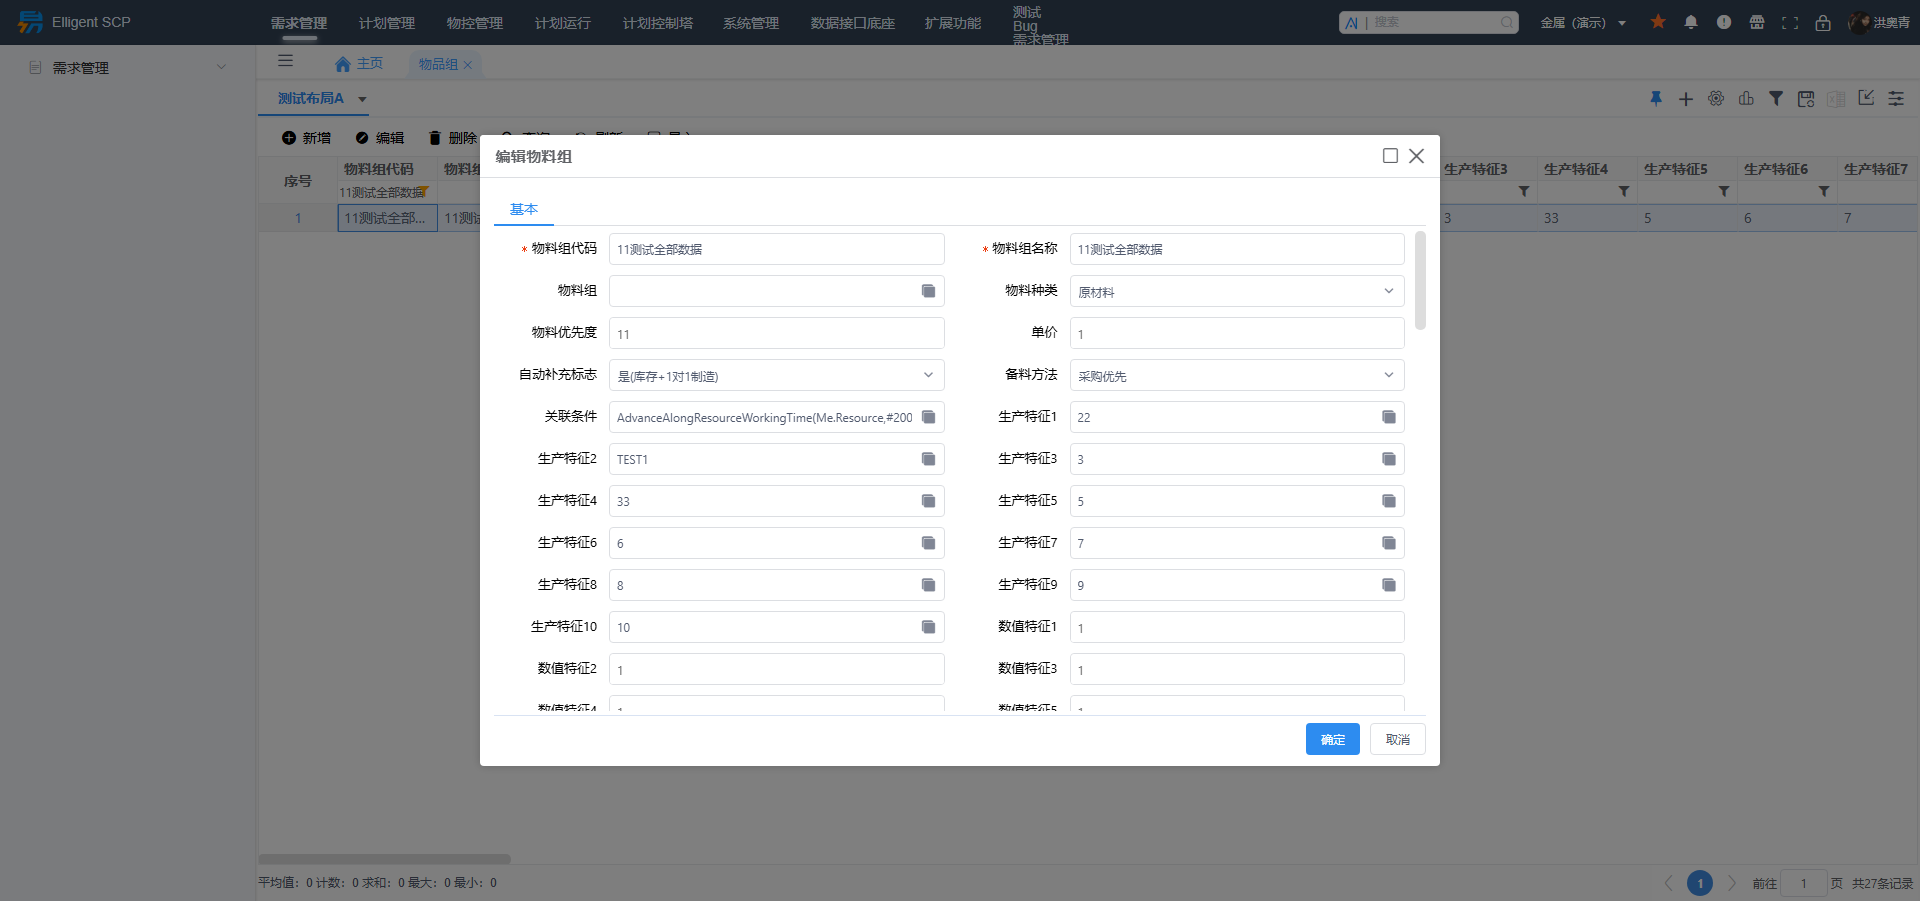 Elligent SCP
需求管理
计划管理
物控管理
计划运行
计划控制塔
系统管理
数据接口底座
扩展功能
测试
Bug
需求管理
AI | 搜索
金属（演示）
洪奥青
需求管理
主页
物品组
测试布局A
新增
编辑
删除
查询
刷新
导入
序号
物料组代码
生产特征3
生产特征4
生产特征5
生产特征6
生产特征7
11测试全部数据
1
11测试全部...
3
33
5
6
7
编辑物料组
基本
* 物料组代码
11测试全部数据
* 物料组名称
11测试全部数据
物料组
物料种类
原材料
物料优先度
11
单价
1
自动补充标志
是(库存+1对1制造)
备料方法
采购优先
关联条件
AdvanceAlongResourceWorkingTime(Me.Resource,#200
生产特征1
22
生产特征2
TEST1
生产特征3
3
生产特征4
33
生产特征5
5
生产特征6
6
生产特征7
7
生产特征8
8
生产特征9
9
生产特征10
10
数值特征1
1
数值特征2
1
数值特征3
1
数值特征4
数值特征5
确定
取消
平均值：0 计数：0 求和：0 最大：0 最小：0
1
前往 1 页
共27条记录